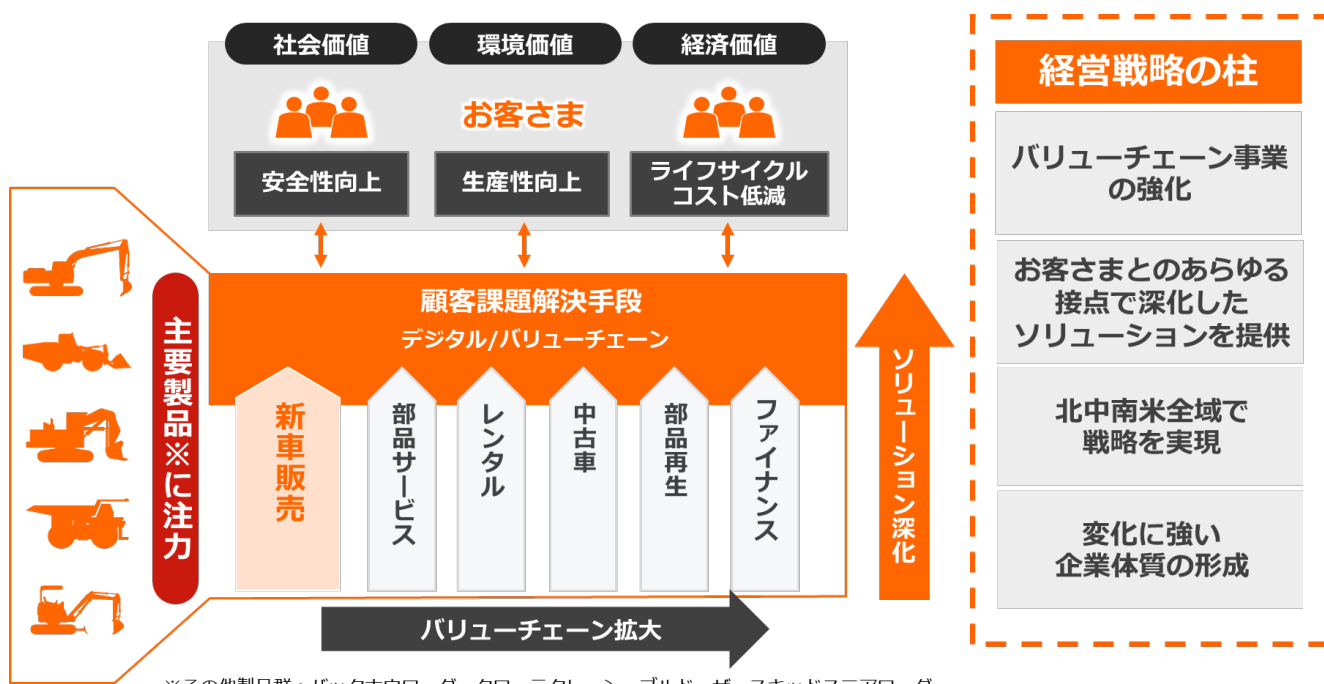 社会価値
環境価値
経済価値
お客さま
安全性向上
生産性向上
ライフサイクル
コスト低減
主要製品※に注力
顧客課題解決手段
デジタル/バリューチェーン
新車販売
部品サービス
レンタル
中古車
部品再生
ファイナンス
バリューチェーン拡大
ソリューション深化
経営戦略の柱
バリューチェーン事業
の強化
お客さまとのあらゆる
接点で深化した
ソリューションを提供
北中南米全域で
戦略を実現
変化に強い
企業体質の形成